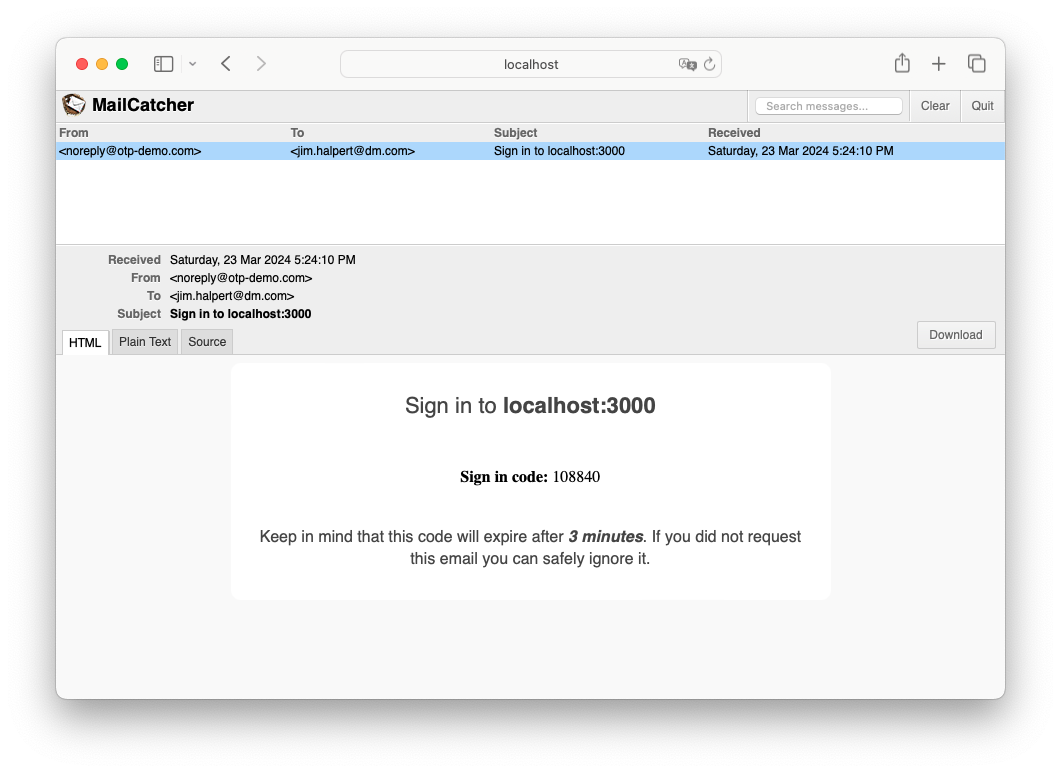 localhost
MailCatcher
Search messages...
Clear
Quit
From To Subject Received
<noreply@otp-demo.com> <jim.halpert@dm.com> Sign in to localhost:3000 Saturday, 23 Mar 2024 5:24:10 PM
Received Saturday, 23 Mar 2024 5:24:10 PM
From <noreply@otp-demo.com>
To <jim.halpert@dm.com>
Subject Sign in to localhost:3000
HTML Plain Text Source Download
Sign in to localhost:3000
Sign in code: 108840
Keep in mind that this code will expire after 3 minutes. If you did not request
this email you can safely ignore it.